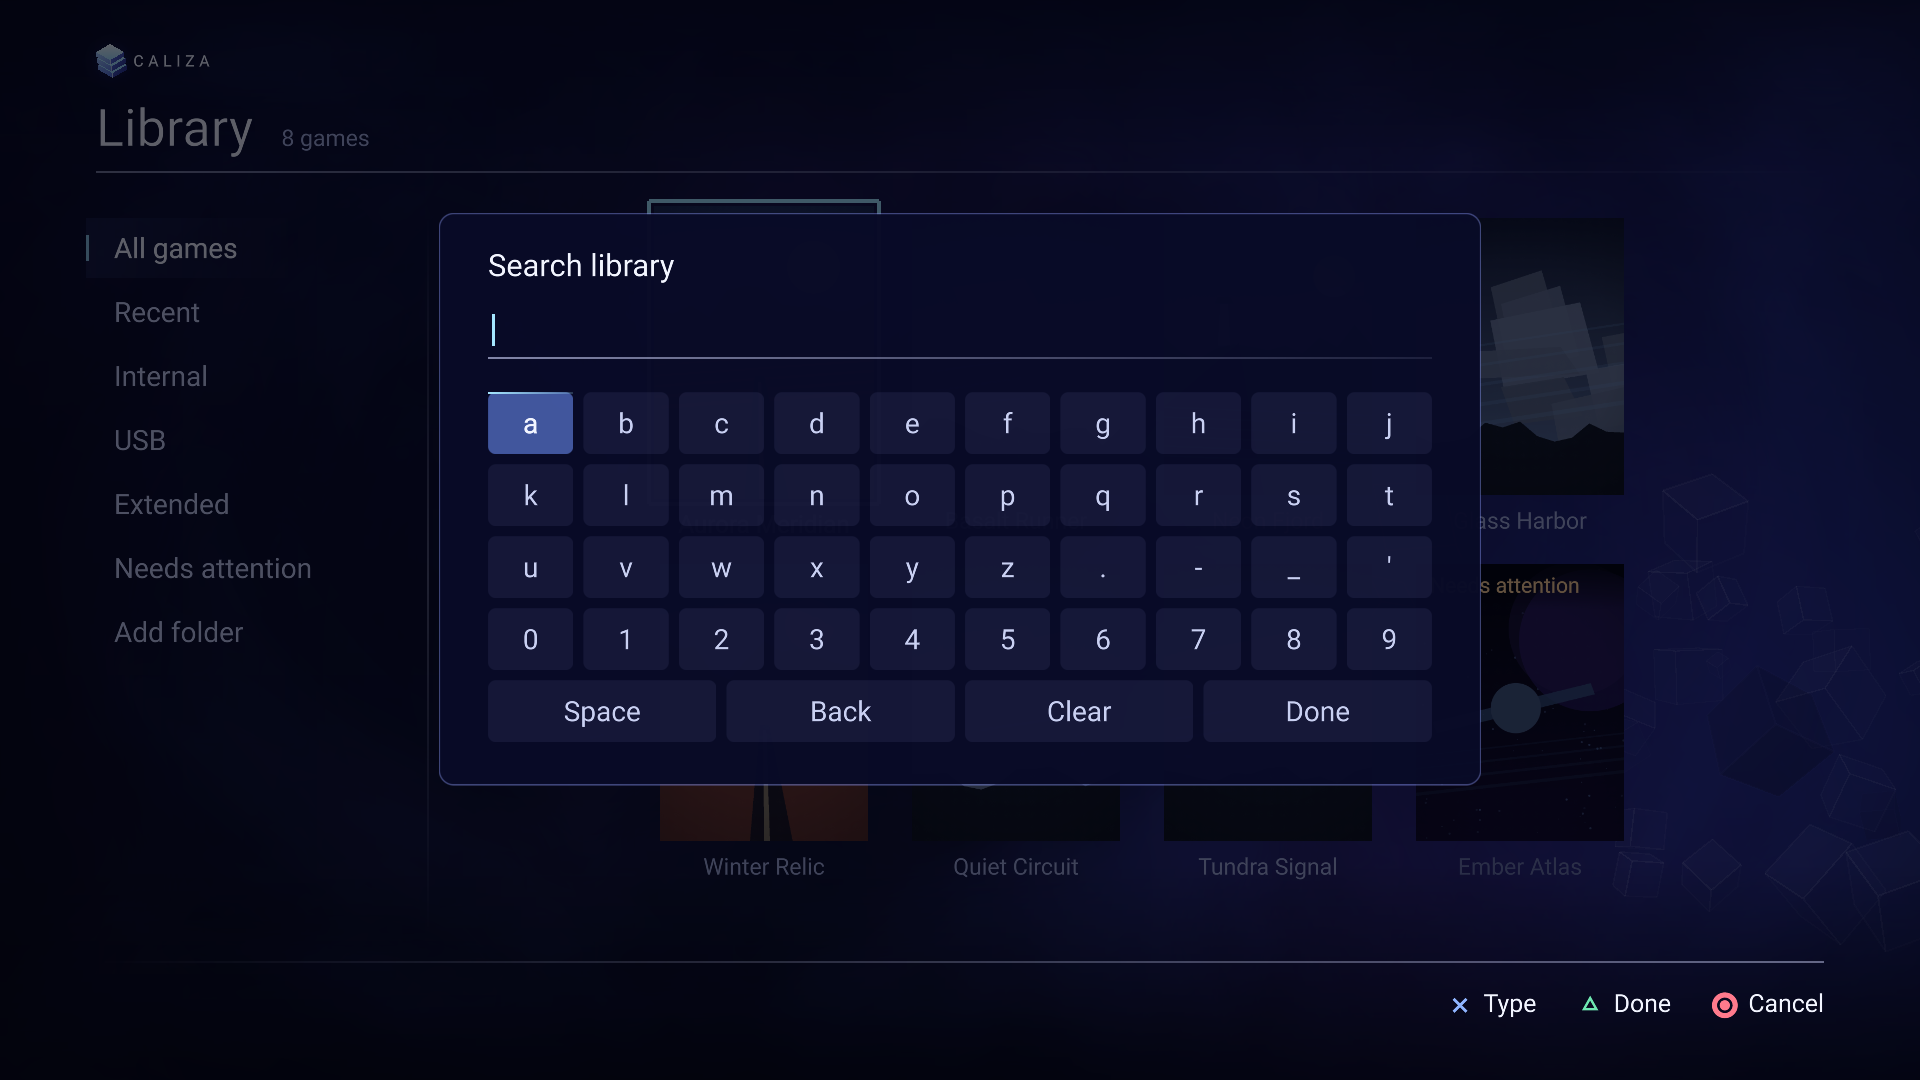 CALIZA
Library 8 games
All games
Recent
Internal
USB
Extended
Needs attention
Add folder
Search library
a b c d e f g h i j
k l m n o p q r s t
u v w x y z . - _ '
0 1 2 3 4 5 6 7 8 9
Space Back Clear Done
ass Harbor
s attention
Winter Relic Quiet Circuit Tundra Signal Ember Atlas
Type Done Cancel